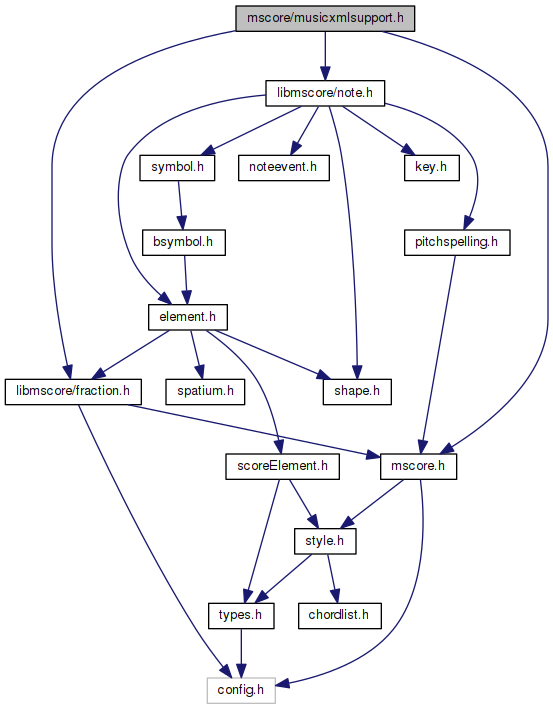 mscore/musicxmlsupport.h
libmscore/note.h
symbol.h
noteevent.h
key.h
bsymbol.h
pitchspelling.h
element.h
libmscore/fraction.h
spatium.h
shape.h
scoreElement.h
mscore.h
style.h
types.h
chordlist.h
config.h